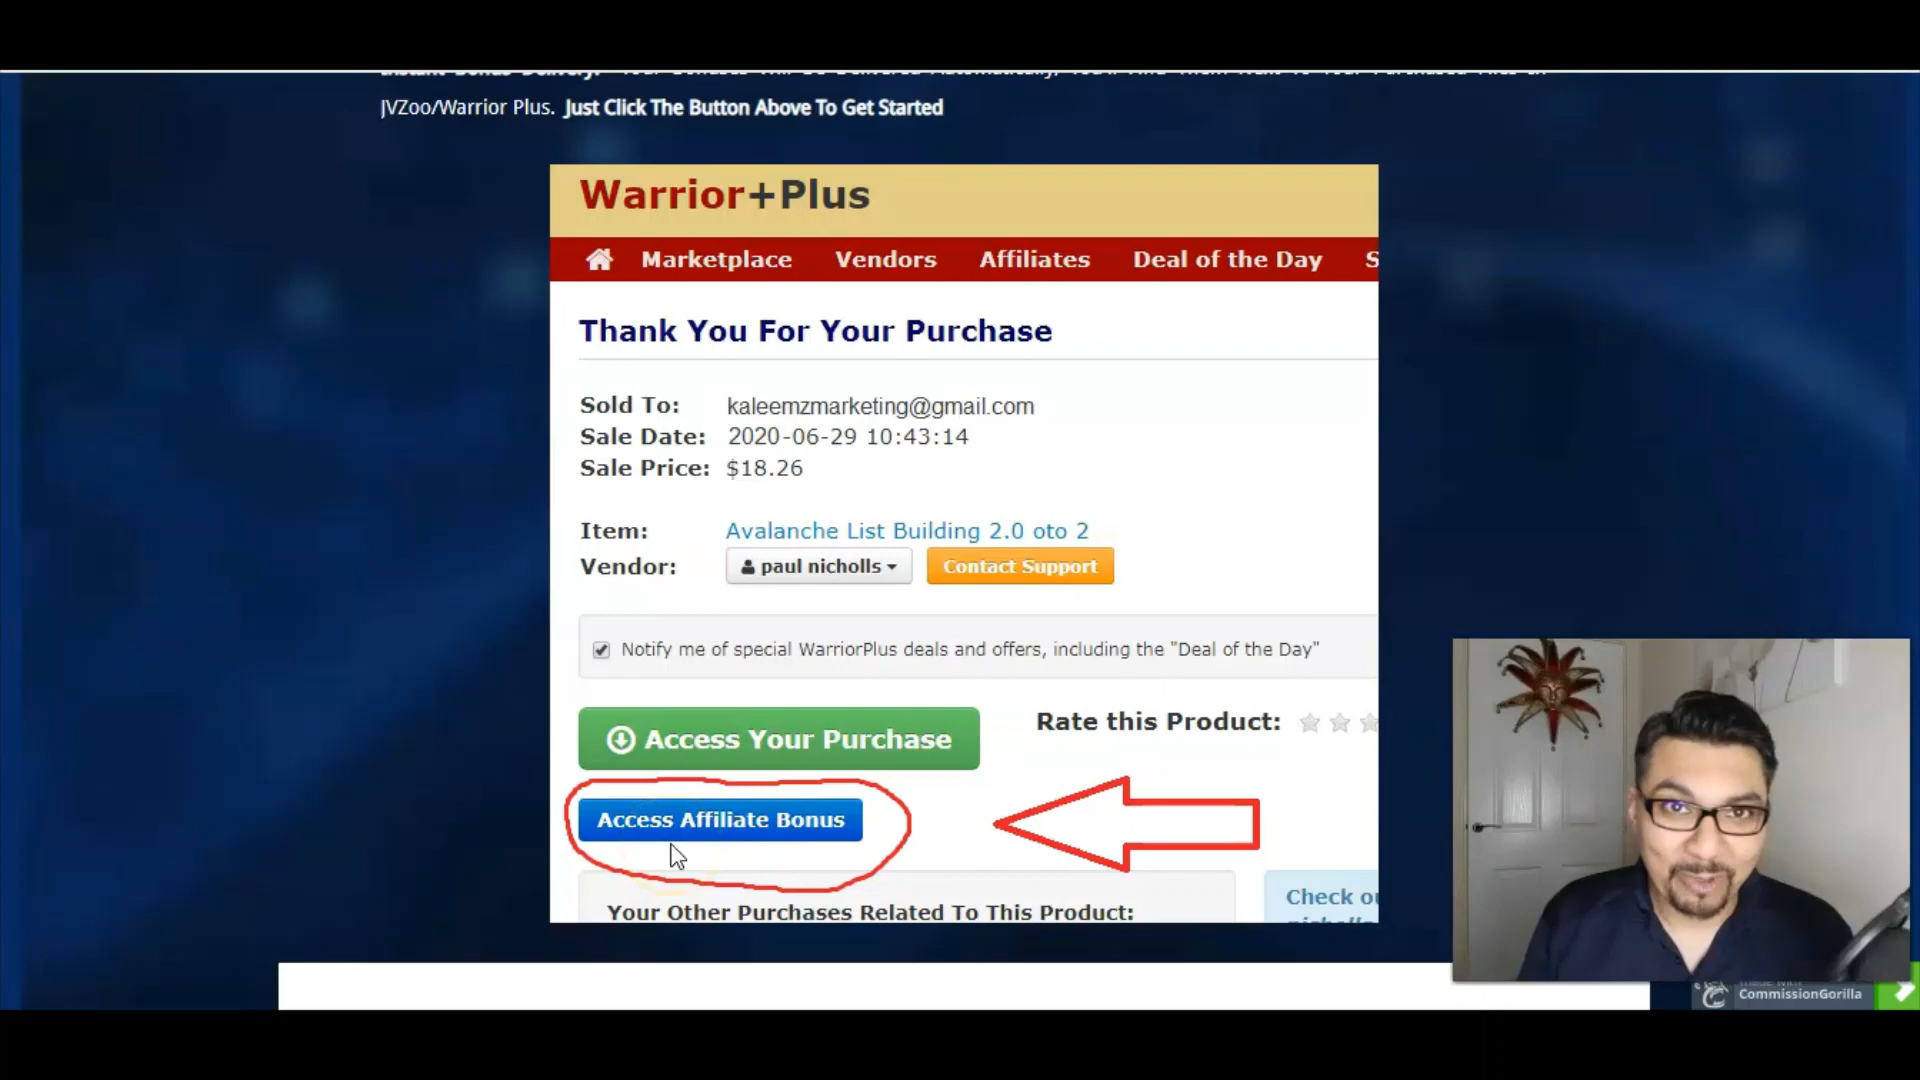 JVZoo/Warrior Plus. Just Click The Button Above To Get Started
Warrior+Plus
Marketplace Vendors Affiliates Deal of the Day S
Thank You For Your Purchase
Sold To: kaleemzmarketing@gmail.com
Sale Date: 2020-06-29 10:43:14
Sale Price: $18.26
Item: Avalanche List Building 2.0 oto 2
Vendor: paul nicholls Contact Support
Notify me of special WarriorPlus deals and offers, including the "Deal of the Day"
Access Your Purchase
Rate this Product:
Access Affiliate Bonus
Your Other Purchases Related To This Product:
Check
CommissionGorilla